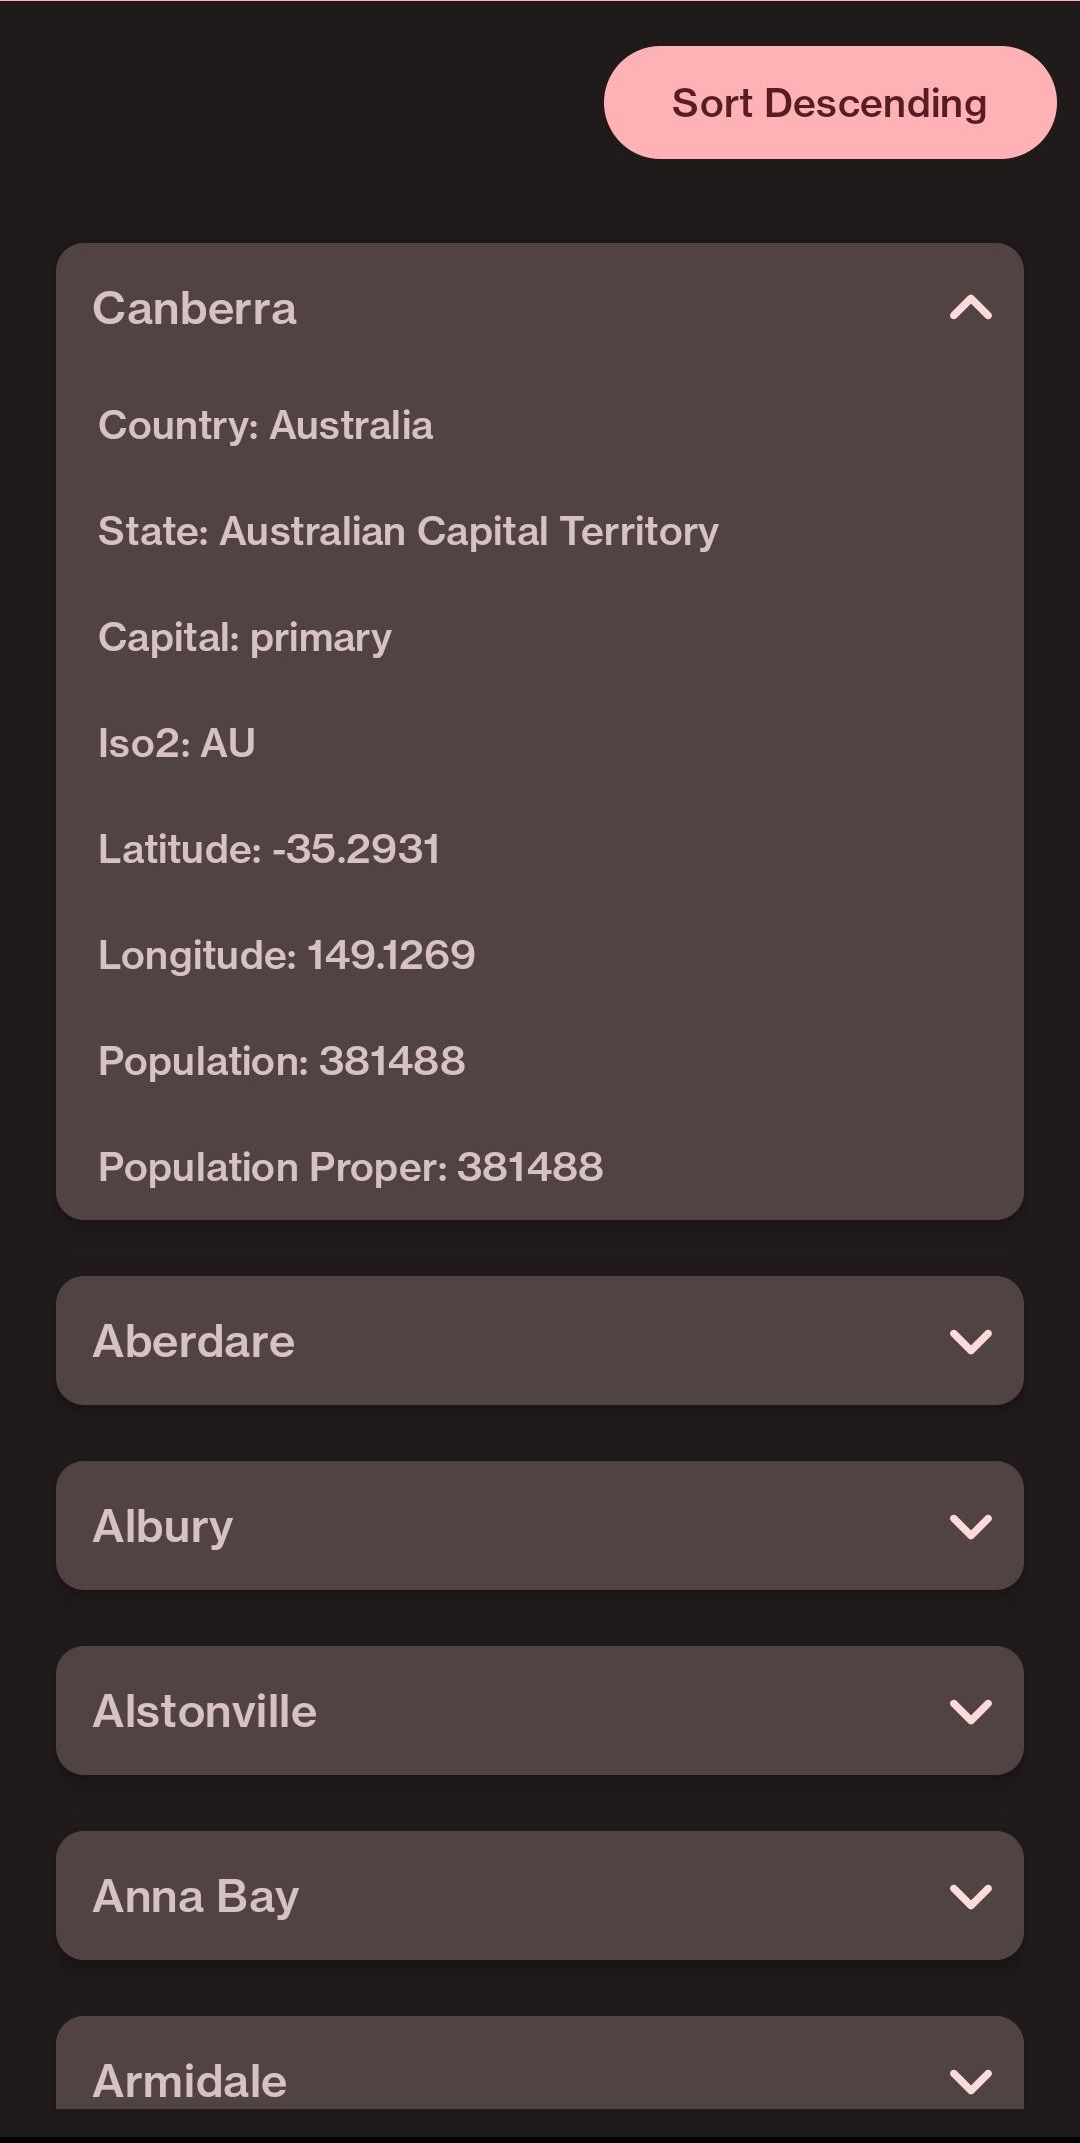 Sort Descending
Canberra
Country: Australia
State: Australian Capital Territory
Capital: primary
Iso2: AU
Latitude: -35.2931
Longitude: 149.1269
Population: 381488
Population Proper: 381488
Aberdare
Albury
Alstonville
Anna Bay
Armidale